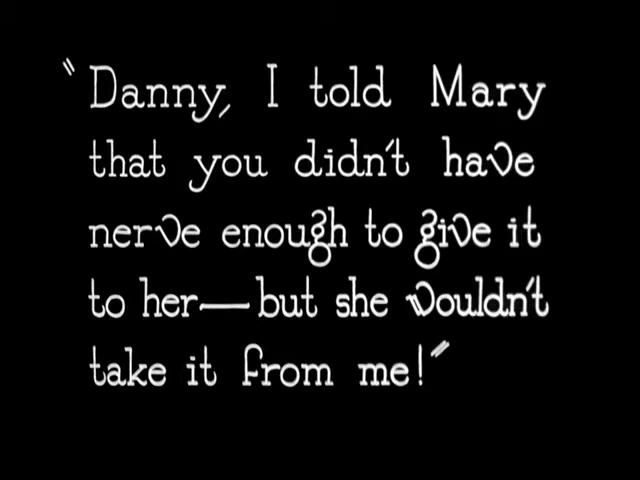 "Danny, I told Mary
that you didn't have
nerve enough to give it
to her—but she wouldn't
take it from me!"